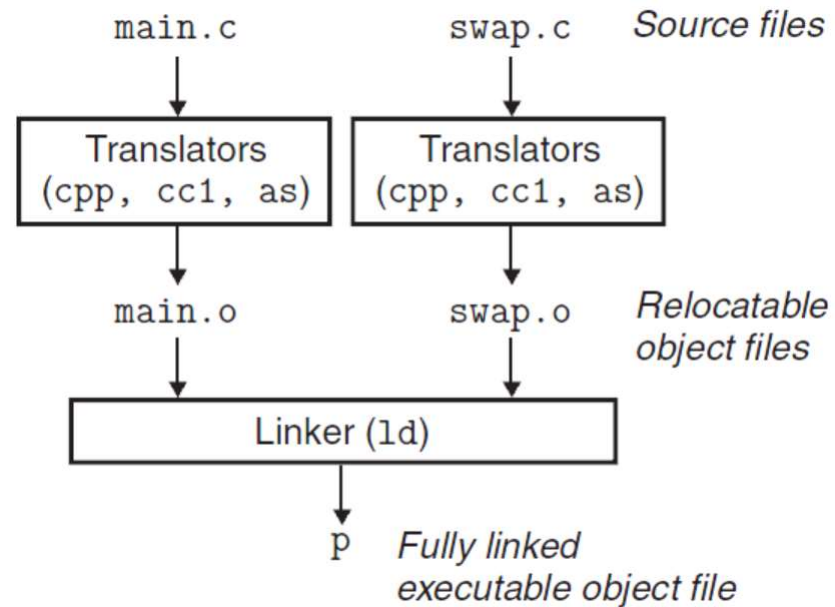 main.c swap.c Source files
Translators Translators
(cpp, cc1, as) (cpp, cc1, as)
main.o swap.o Relocatable
object files
Linker (ld)
p Fully linked
executable object file